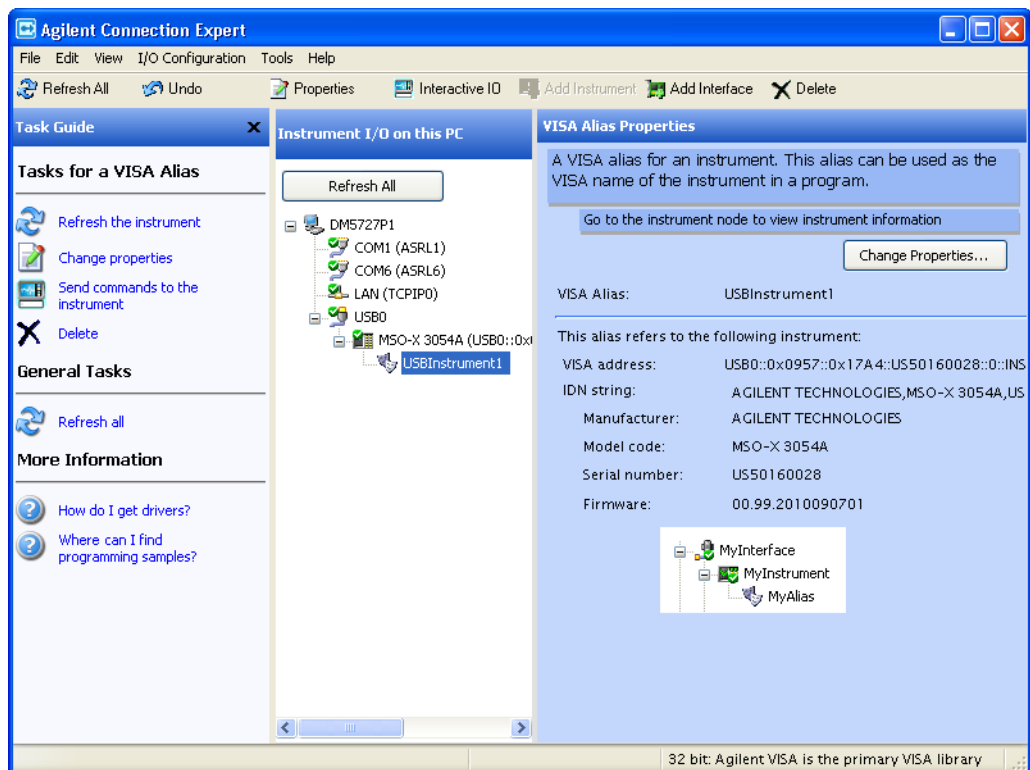 Agilent Connection Expert
File Edit View I/O Configuration Tools Help
Refresh All Undo Properties Interactive IO Add Instrument Add Interface Delete
Task Guide
Tasks for a VISA Alias
Refresh the instrument
Change properties
Send commands to the
instrument
Delete
General Tasks
Refresh all
More Information
How do I get drivers?
Where can I find
programming samples?
Instrument I/O on this PC
Refresh All
DM5727P1
COM1 (ASRL1)
COM6 (ASRL6)
LAN (TCPIP0)
USB0
MSO-X 3054A (USB0::0x
USBInstrument1
VISA Alias Properties
A VISA alias for an instrument. This alias can be used as the
VISA name of the instrument in a program.
Go to the instrument node to view instrument information
Change Properties...
VISA Alias: USBInstrument1
This alias refers to the following instrument:
VISA address: USB0::0x0957::0x17A4::US50160028::0::INS
IDN string: AGILENT TECHNOLOGIES,MSO-X 3054A,US
Manufacturer: AGILENT TECHNOLOGIES
Model code: MSO-X 3054A
Serial number: US50160028
Firmware: 00.99.2010090701
MyInterface
MyInstrument
MyAlias
32 bit: Agilent VISA is the primary VISA library